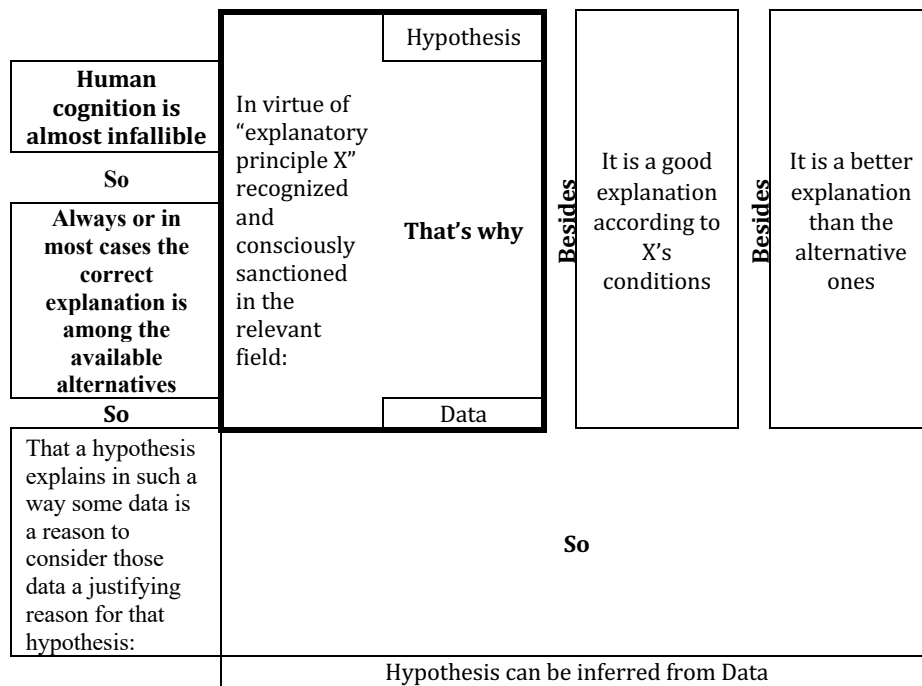 Human
cognition is
almost infallible
So
Always or in
most cases the
correct
explanation is
among the
available
alternatives
So
That a hypothesis
explains in such a
way some data is
a reason to
consider those
data a justifying
reason for that
hypothesis:
In virtue of
“explanatory
principle X”
recognized
and
consciously
sanctioned
in the
relevant
field:
Hypothesis
That’s why
Data
Besides
It is a good
explanation
according to
X’s
conditions
Besides
It is a better
explanation
than the
alternative
ones
So
Hypothesis can be inferred from Data